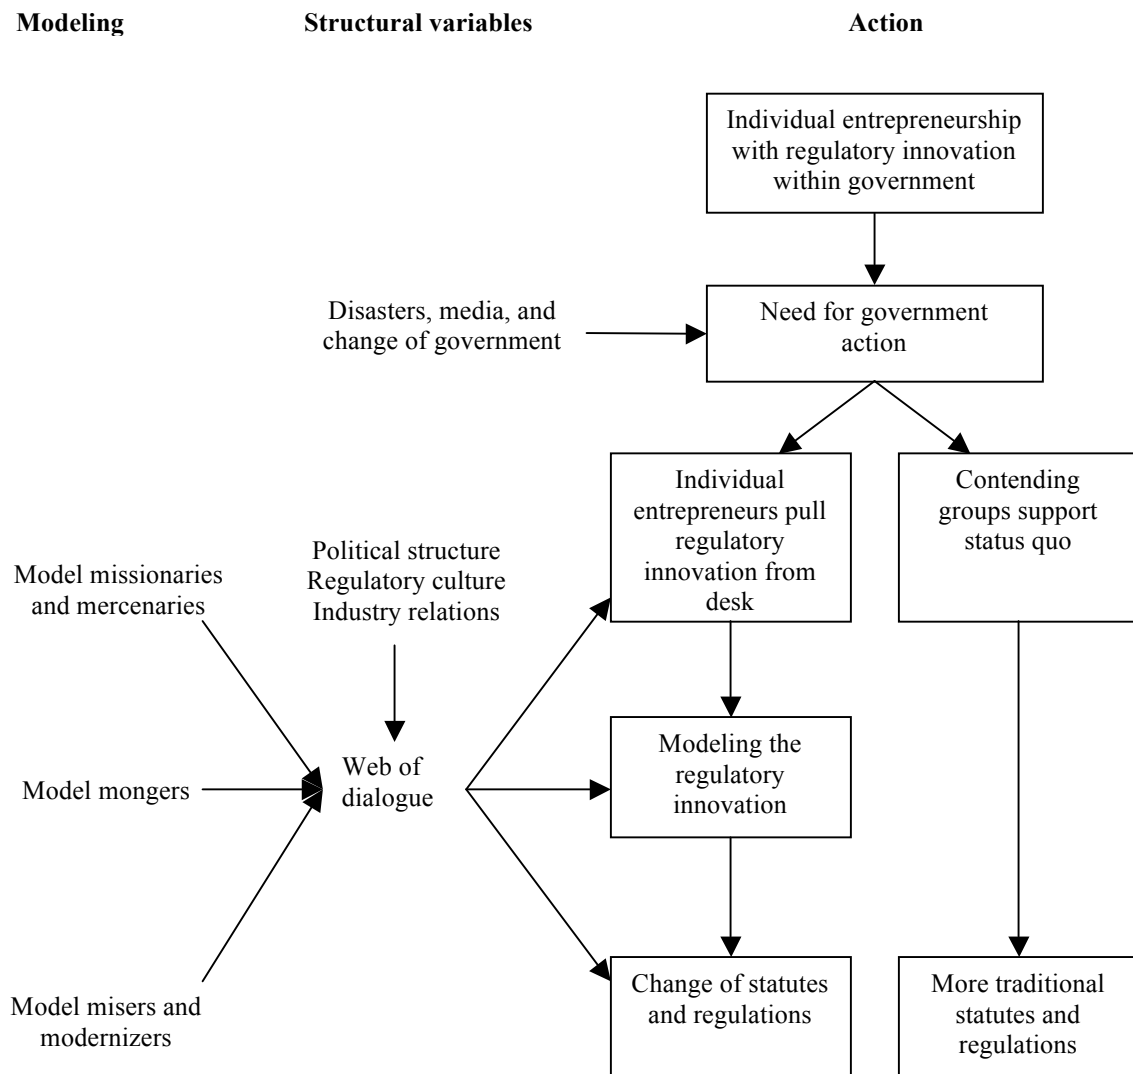 Modeling
Structural variables
Action
Individual entrepreneurship
with regulatory innovation
within government
Disasters, media, and
change of government
Need for government
action
Individual
entrepreneurs pull
regulatory
innovation from
desk
Contending
groups support
status quo
Political structure
Regulatory culture
Industry relations
Model missionaries
and mercenaries
Web of
dialogue
Model mongers
Modeling the
regulatory
innovation
Model misers and
modernizers
Change of statutes
and regulations
More traditional
statutes and
regulations